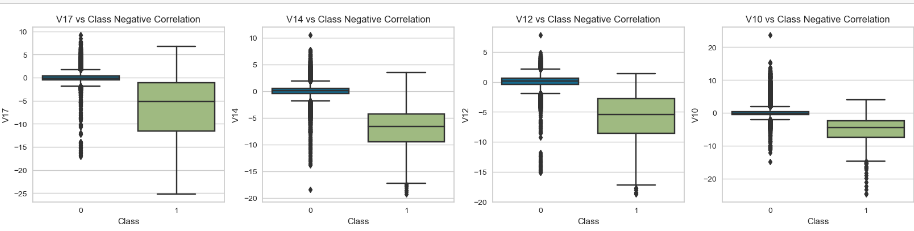 V17 vs Class Negative Correlation
10
5
0
−5
−10
−15
−20
−25
V17
0
1
Class
V14 vs Class Negative Correlation
10
5
0
−5
−10
−15
−20
V14
0
1
Class
V12 vs Class Negative Correlation
5
0
−5
−10
−15
−20
V12
0
1
Class
V10 vs Class Negative Correlation
20
10
0
−10
−20
V10
0
1
Class